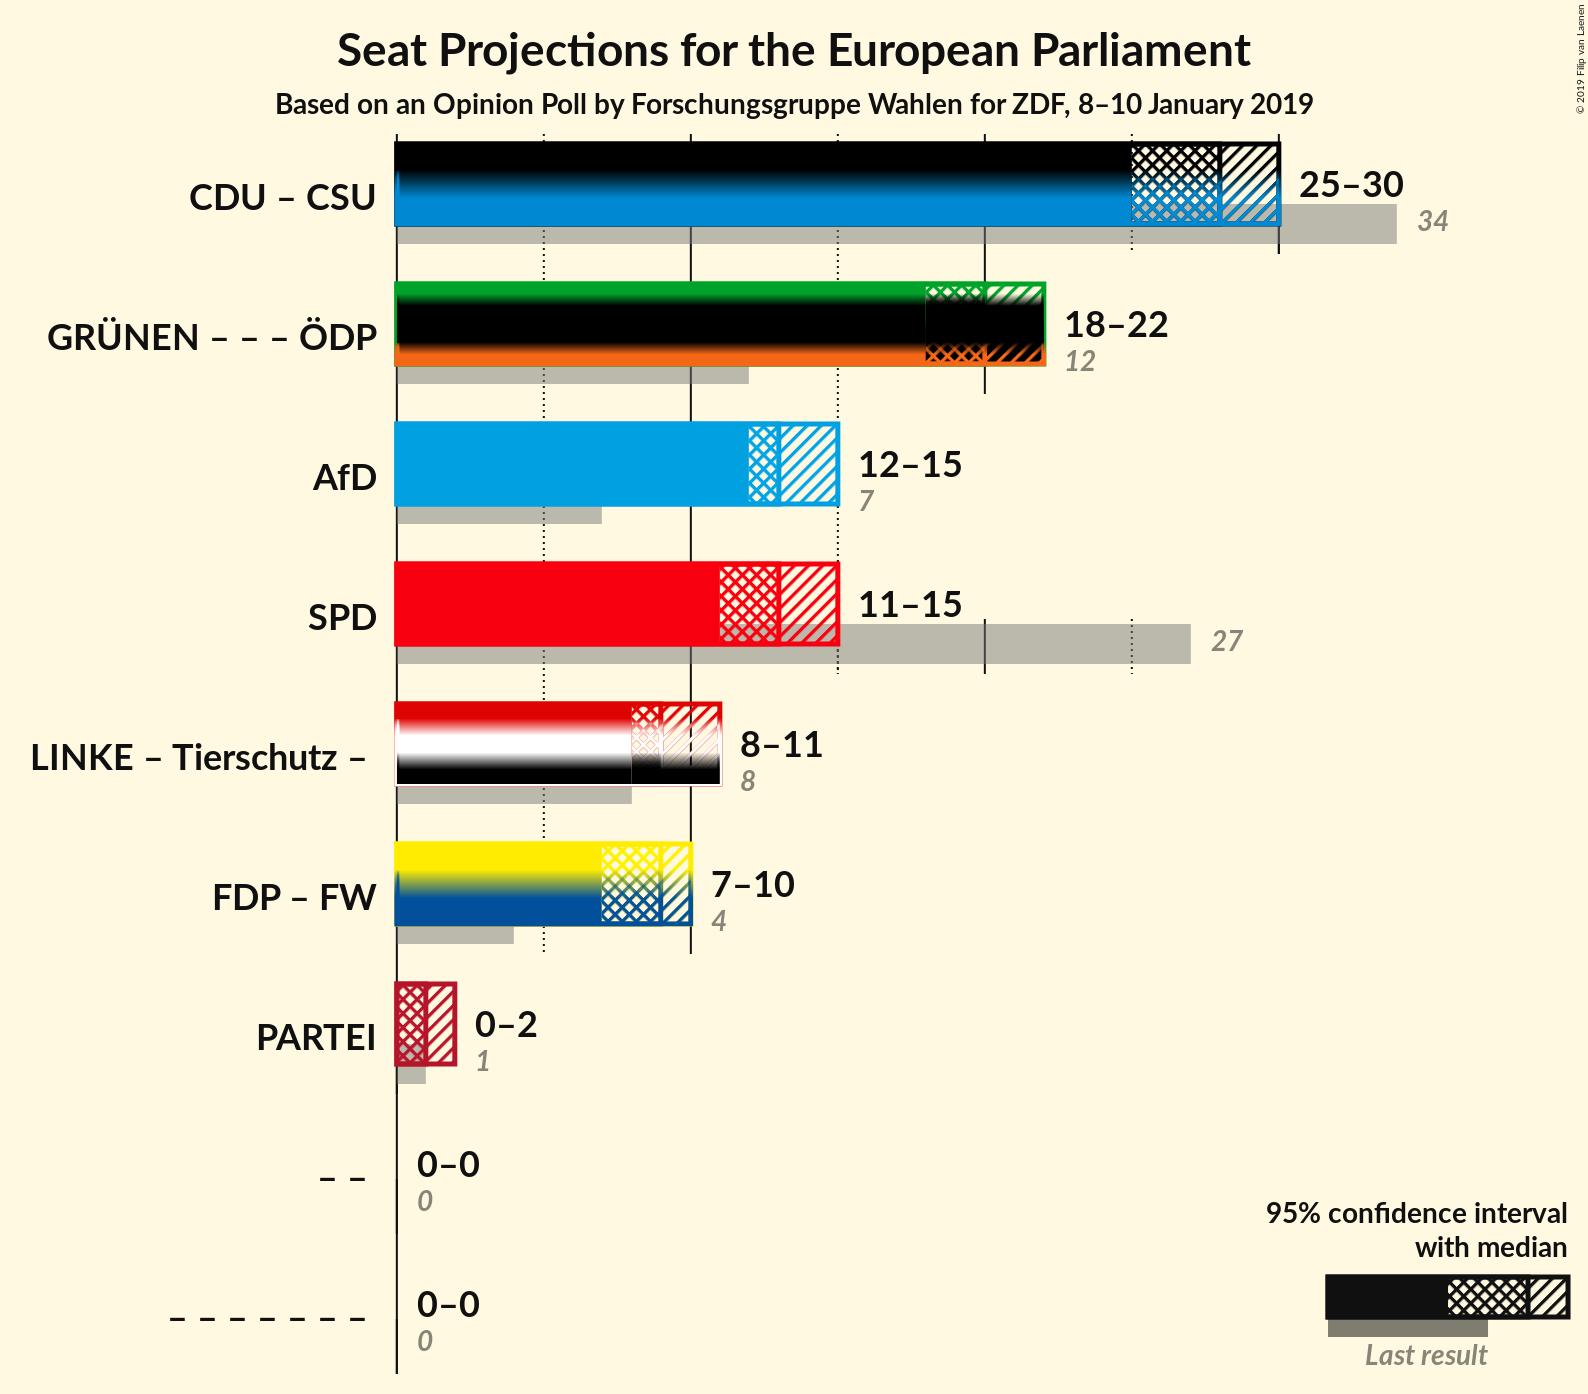 Seat Projections for the European Parliament
Based on an Opinion Poll by Forschungsgruppe Wahlen for ZDF, 8–10 January 2019
© 2019 Filip van Laenen
CDU – CSU
25–30
34
GRÜNEN – – – ÖDP
18–22
12
AfD
12–15
7
SPD
11–15
27
LINKE – Tierschutz –
8–11
8
FDP – FW
7–10
4
PARTEI
0–2
1
– –
0–0
0
– – – – – – –
0–0
0
95% confidence interval
with median
Last result